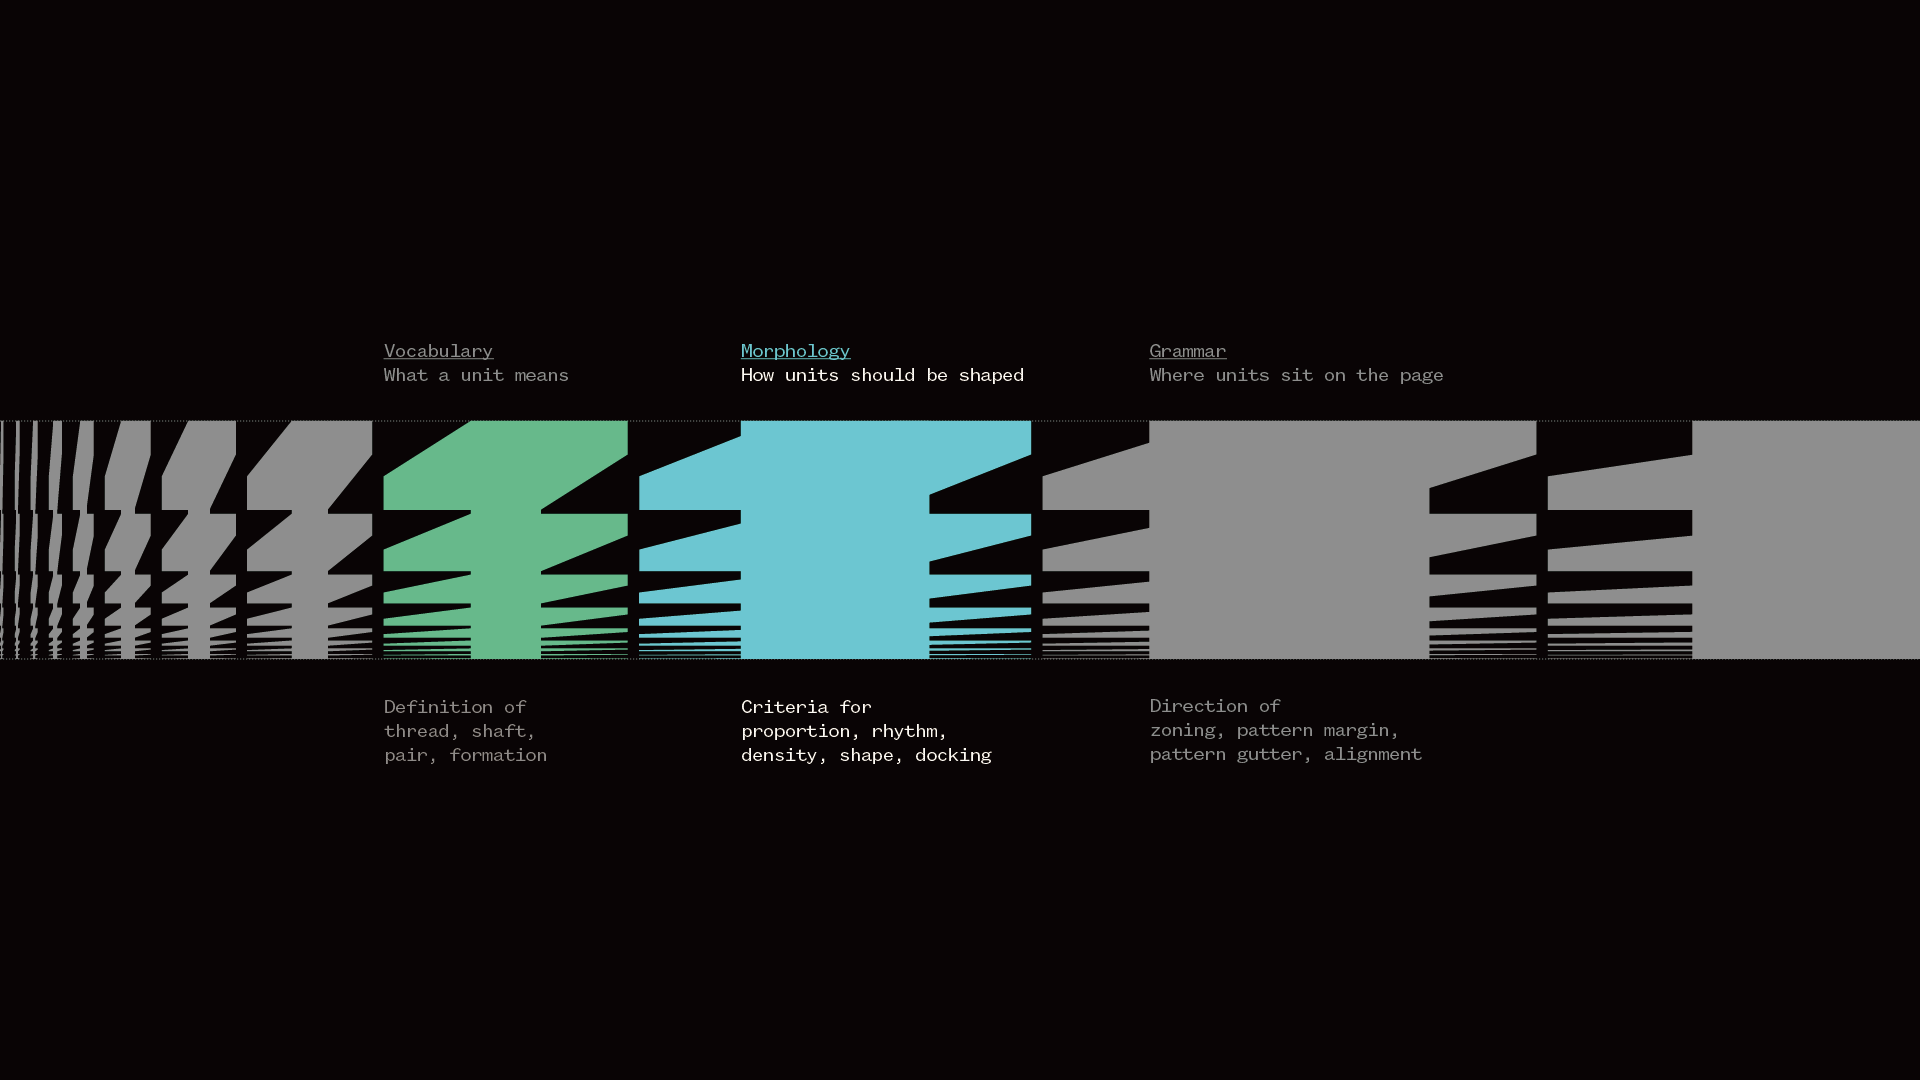 Vocabulary
What a unit means
Morphology
How units should be shaped
Grammar
Where units sit on the page
Definition of
thread, shaft,
pair, formation
Criteria for
proportion, rhythm,
density, shape, docking
Direction of
zoning, pattern margin,
pattern gutter, alignment